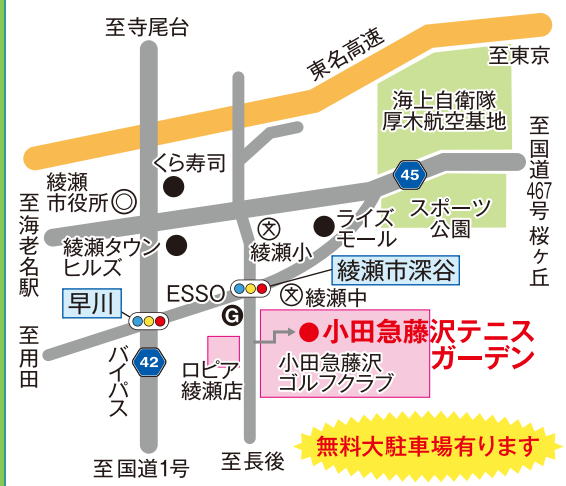 至寺尾台
東名高速
至東京
海上自衛隊
厚木航空基地
至国道467号 桜ヶ丘
くら寿司
45
綾瀬
市役所
スポーツ
公園
至海老名駅
文
綾瀬小
ライズ
モール
綾瀬タウン
ヒルズ
綾瀬市深谷
ESSO
文
綾瀬中
早川
G
小田急藤沢テニス
ガーデン
至用田
バイパス
42
ロピア
綾瀬店
小田急藤沢
ゴルフクラブ
無料大駐車場有ります
至国道1号
至長後